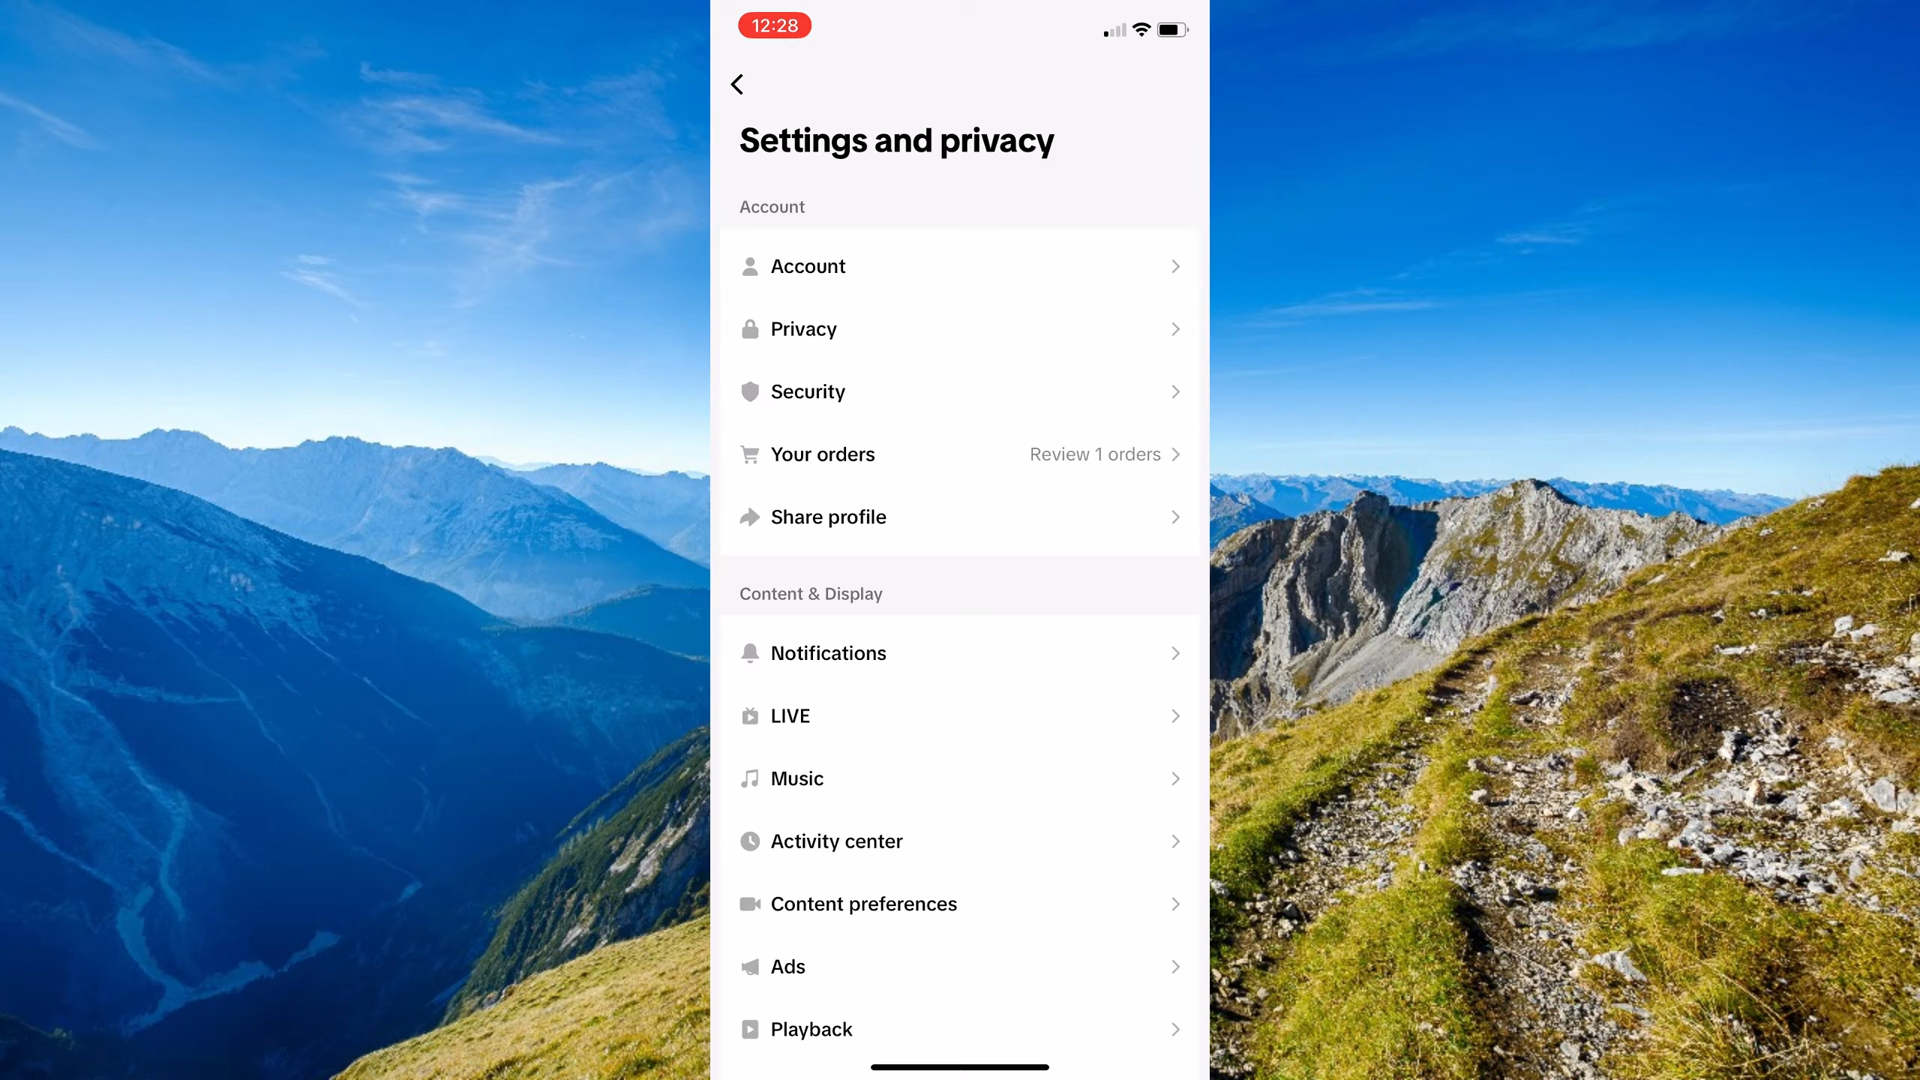 12:28
Settings and privacy
Account
Account
Privacy
Security
Your orders Review 1 orders
Share profile
Content & Display
Notifications
LIVE
Music
Activity center
Content preferences
Ads
Playback